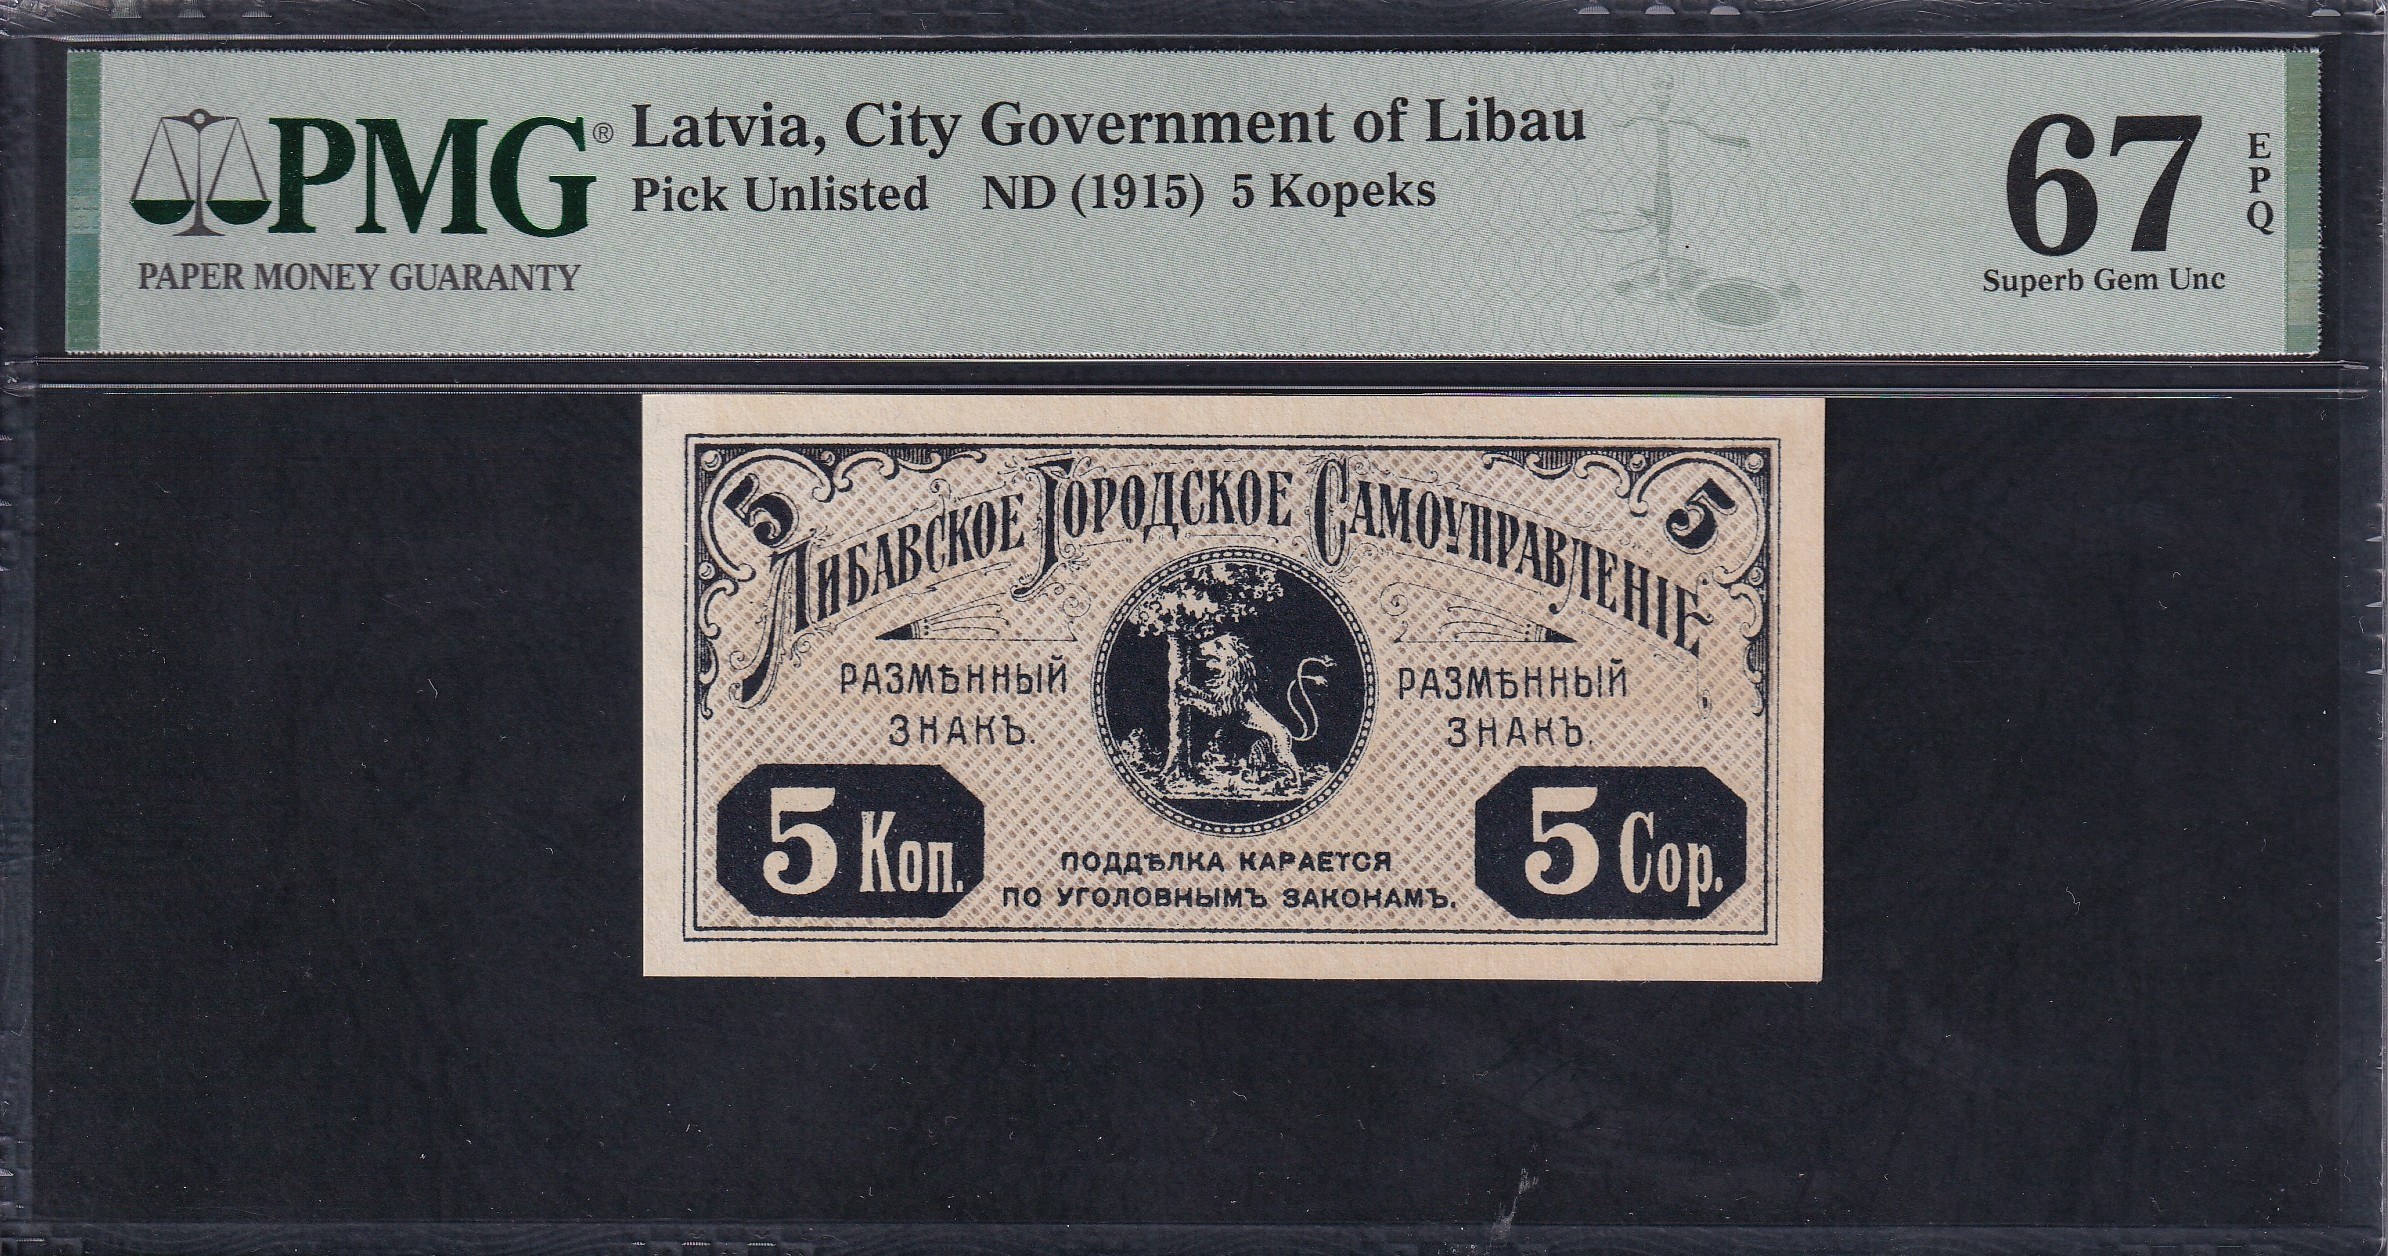 PMG®
PAPER MONEY GUARANTY
Latvia, City Government of Libau
Pick Unlisted ND (1915) 5 Kopeks
67
EPQ
Superb Gem Unc
5
5
Либавское Городское Самоуправленіе
РАЗМѢННЫЙ
ЗНАКЪ.
РАЗМѢННЫЙ
ЗНАКЪ.
5 Коп.
ПОДДѢЛКА КАРАЕТСЯ
ПО УГОЛОВНЫМЪ ЗАКОНАМЪ.
5 Cop.